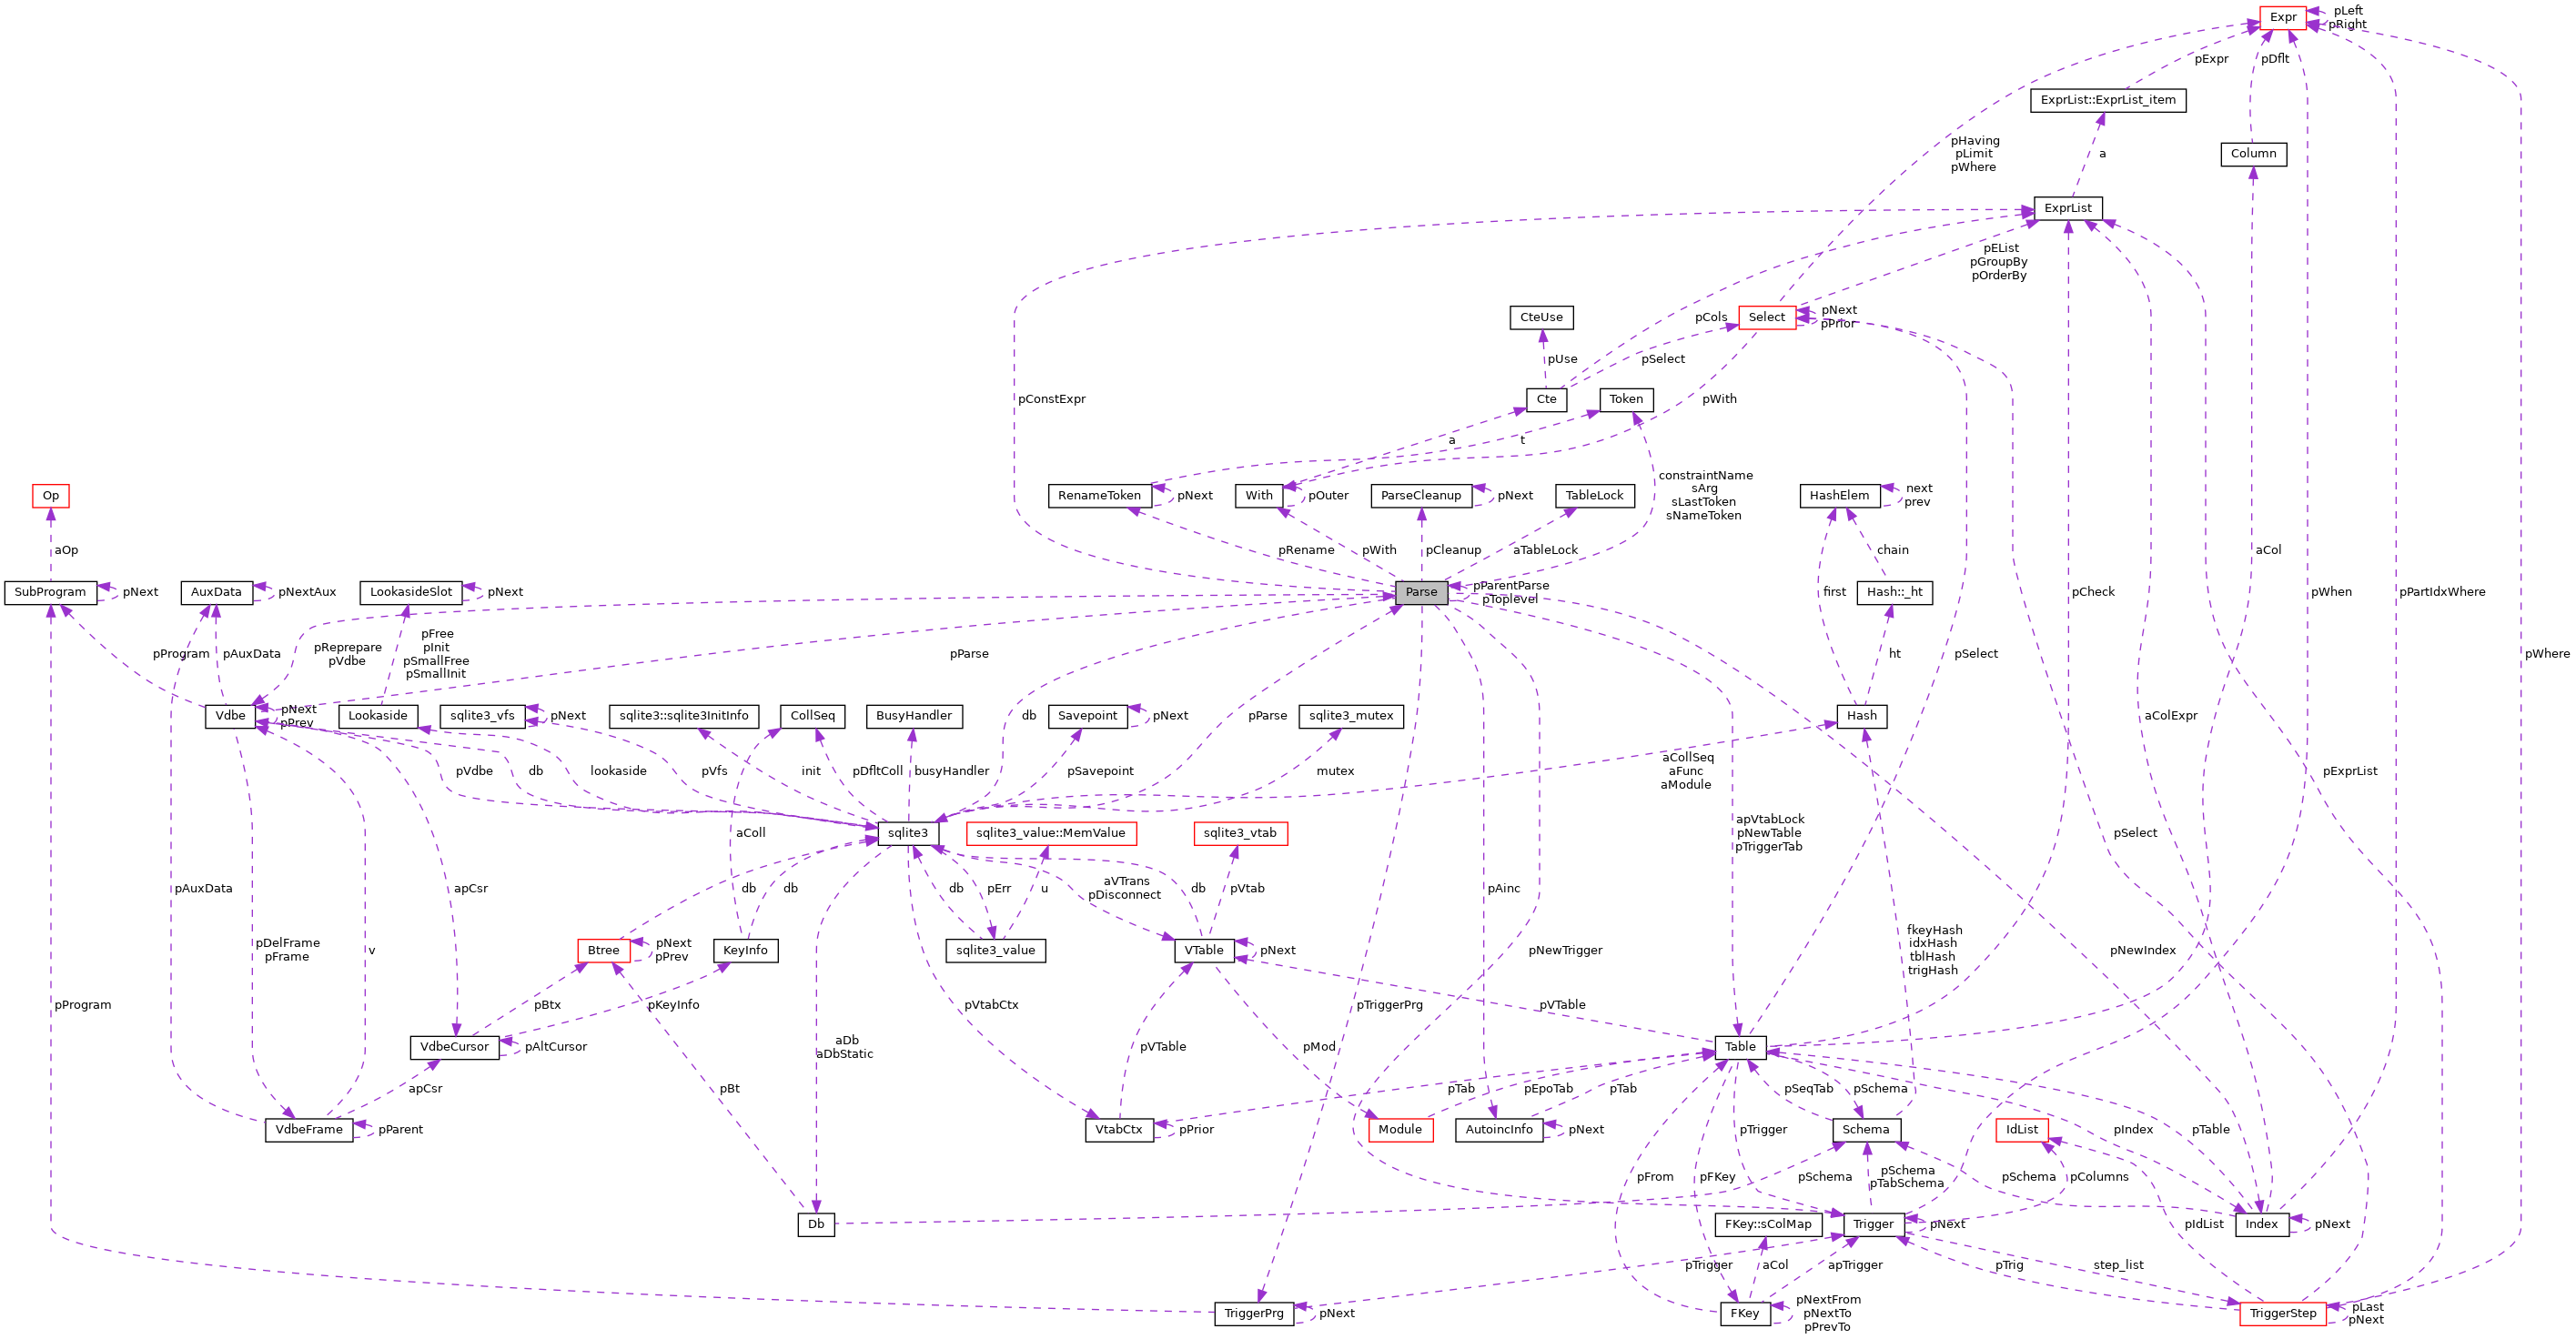 Expr
pLeft
pRight
pExpr
pDflt
ExprList::ExprList_item
pHaving
pLimit
pWhere
a
Column
ExprList
pEList
pGroupBy
pOrderBy
CteUse
pCols
Select
pNext
pPrior
pUse
pSelect
pConstExpr
Cte
Token
pWith
a
t
constraintName
sArg
sLastToken
sNameToken
Op
RenameToken
pNext
With
pOuter
ParseCleanup
pNext
TableLock
HashElem
next
prev
aOp
pRename
pWith
pCleanup
aTableLock
chain
aCol
SubProgram
pNext
AuxData
pNextAux
LookasideSlot
pNext
Parse
pParentParse
pToplevel
first
Hash::_ht
pCheck
pWhen
pPartIdxWhere
pProgram
pAuxData
pReprepare
pVdbe
pFree
pInit
pSmallFree
pSmallInit
pParse
ht
pSelect
pWhere
Vdbe
pNext
pPrev
Lookaside
sqlite3_vfs
pNext
sqlite3::sqlite3InitInfo
CollSeq
BusyHandler
db
Savepoint
pNext
pParse
sqlite3_mutex
Hash
aColExpr
pVdbe
db
lookaside
pVfs
init
pDfltColl
busyHandler
pSavepoint
mutex
aCollSeq
aFunc
aModule
pExprList
aColl
sqlite3
sqlite3_value::MemValue
sqlite3_vtab
apVtabLock
pNewTable
pTriggerTab
pSelect
pAuxData
apCsr
db
db
db
pErr
u
aVTrans
pDisconnect
db
pVtab
pAinc
pDelFrame
pFrame
v
Btree
pNext
pPrev
KeyInfo
sqlite3_value
VTable
pNext
pNewTrigger
fkeyHash
idxHash
tblHash
trigHash
pNewIndex
pProgram
pBtx
pKeyInfo
pVtabCtx
pTriggerPrg
pVTable
VdbeCursor
pAltCursor
aDb
aDbStatic
pVTable
pMod
Table
apCsr
pBt
pTab
pEpoTab
pTab
pSeqTab
pSchema
VdbeFrame
pParent
VtabCtx
pPrior
Module
AutoincInfo
pNext
pTrigger
Schema
IdList
pIndex
pTable
pFrom
pFKey
pSchema
pSchema
pTabSchema
pSchema
pColumns
Db
FKey::sColMap
Trigger
pNext
pIdList
Index
pNext
pTrigger
aCol
apTrigger
pTrig
step_list
TriggerPrg
pNext
FKey
pNextFrom
pNextTo
pPrevTo
TriggerStep
pLast
pNext